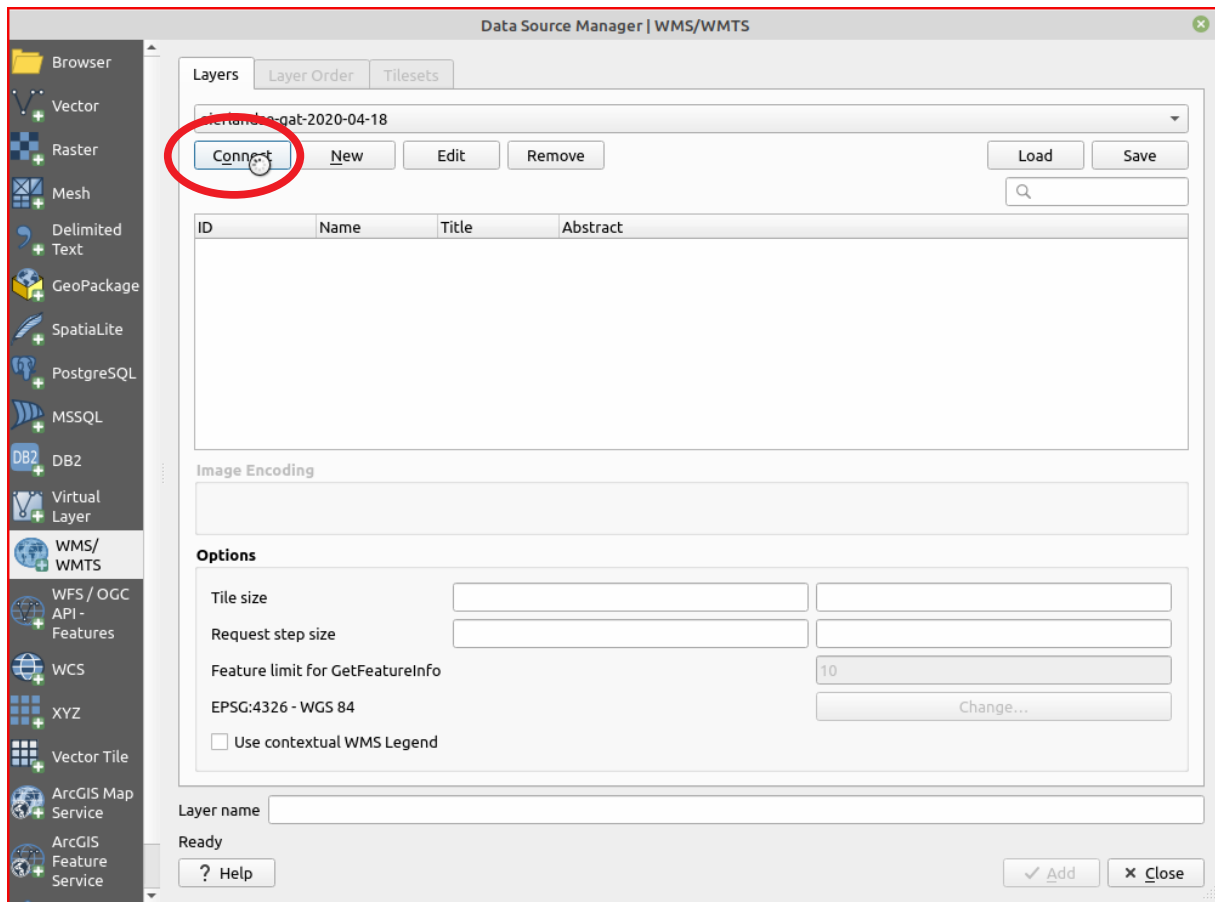 Data Source Manager | WMS/WMTS
Browser
Vector
Raster
Mesh
Delimited
Text
GeoPackage
SpatiaLite
PostgreSQL
MSSQL
DB2
DB2
Virtual
Layer
WMS/
WMTS
WFS / OGC
API -
Features
WCS
XYZ
Vector Tile
ArcGIS Map
Service
ArcGIS
Feature
Service
Layers Layer Order Tilesets
-gat-2020-04-18
Connect New Edit Remove Load Save
ID Name Title Abstract
Image Encoding
Options
Tile size
Request step size
Feature limit for GetFeatureInfo 10
EPSG:4326 - WGS 84 Change...
Use contextual WMS Legend
Layer name
Ready
? Help Add Close